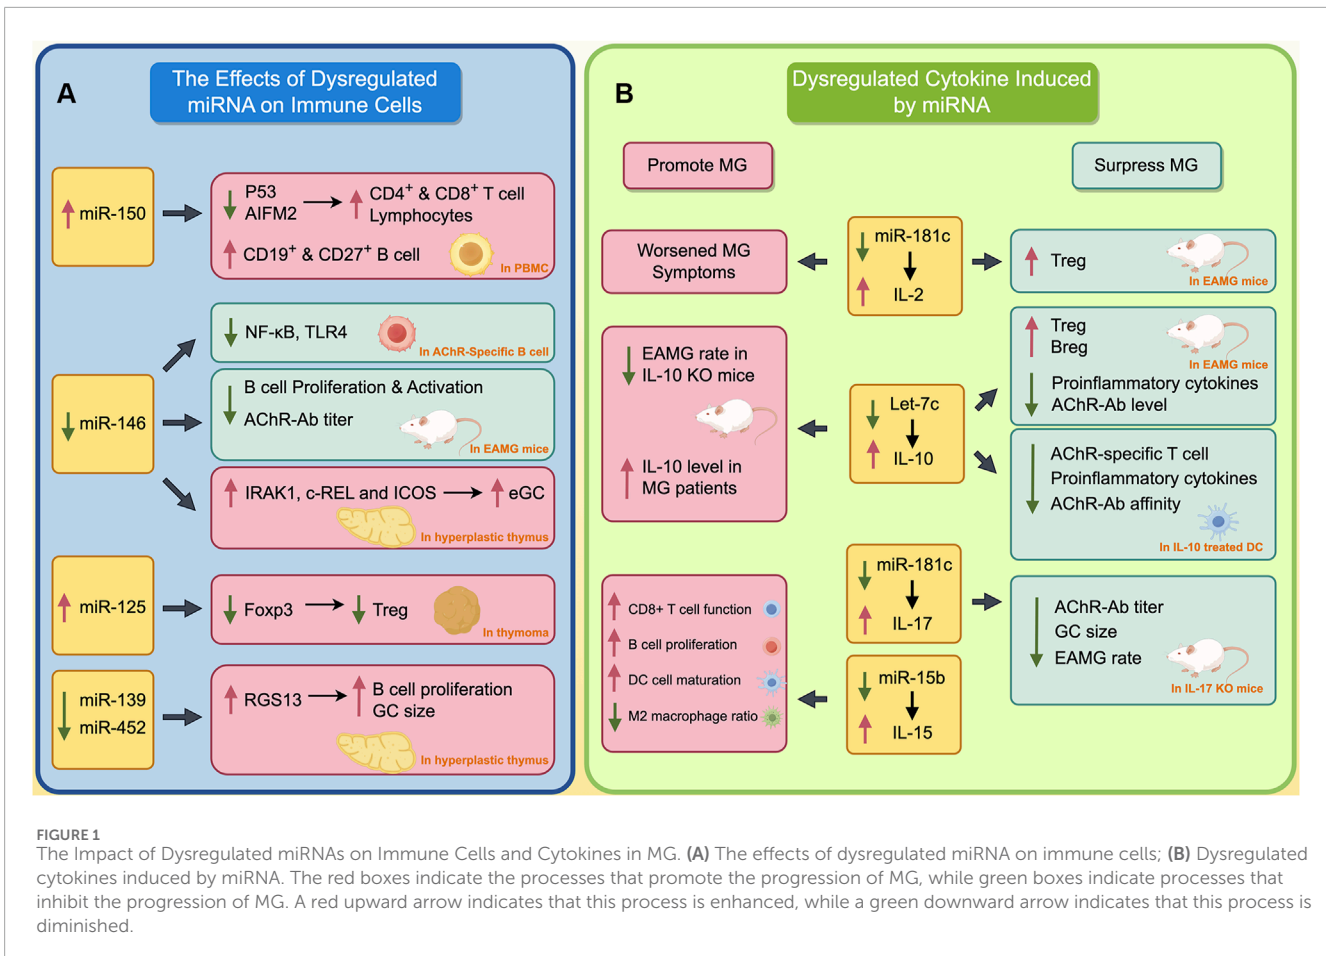 A
The Effects of Dysregulated
miRNA on Immune Cells
miR-150
P53
AIFM2
CD4⁺ & CD8⁺ T cell
Lymphocytes
CD19⁺ & CD27⁺ B cell
In PBMC
miR-146
NF-κB, TLR4
In AChR-Specific B cell
B cell Proliferation & Activation
AChR-Ab titer
In EAMG mice
IRAK1, c-REL and ICOS
eGC
In hyperplastic thymus
miR-125
Foxp3
Treg
In thymoma
miR-139
miR-452
RGS13
B cell proliferation
GC size
In hyperplastic thymus
B
Dysregulated Cytokine Induced
by miRNA
Promote MG
Surpress MG
Worsened MG
Symptoms
miR-181c
IL-2
Treg
In EAMG mice
EAMG rate in
IL-10 KO mice
IL-10 level in
MG patients
Let-7c
IL-10
Treg
Breg
In EAMG mice
Proinflammatory cytokines
AChR-Ab level
AChR-specific T cell
Proinflammatory cytokines
AChR-Ab affinity
In IL-10 treated DC
miR-181c
IL-17
AChR-Ab titer
GC size
EAMG rate
In IL-17 KO mice
CD8+ T cell function
B cell proliferation
DC cell maturation
M2 macrophage ratio
miR-15b
IL-15
FIGURE 1
The Impact of Dysregulated miRNAs on Immune Cells and Cytokines in MG. (A) The effects of dysregulated miRNA on immune cells; (B) Dysregulated
cytokines induced by miRNA. The red boxes indicate the processes that promote the progression of MG, while green boxes indicate processes that
inhibit the progression of MG. A red upward arrow indicates that this process is enhanced, while a green downward arrow indicates that this process is
diminished.